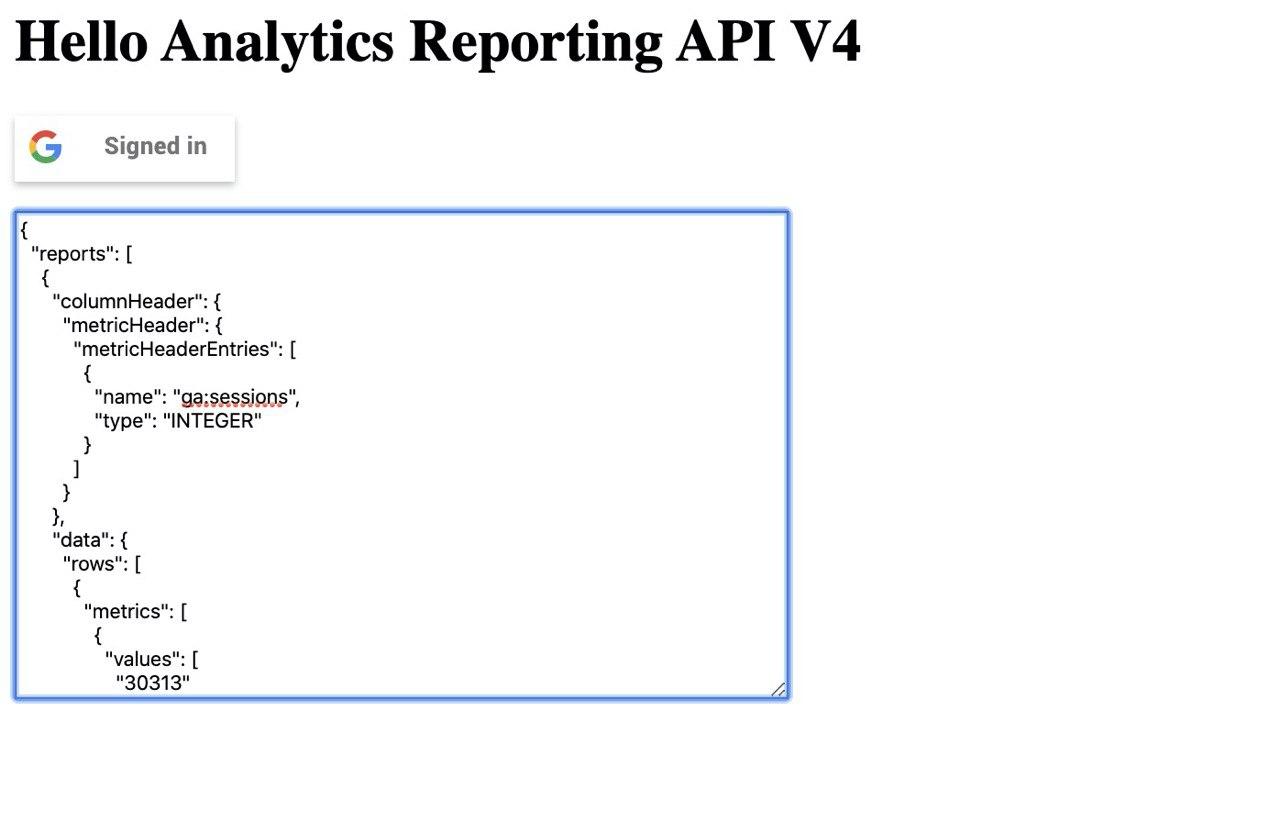 Hello Analytics Reporting API V4
Signed in
{
"reports": [
{
"columnHeader": {
"metricHeader": {
"metricHeaderEntries": [
{
"name": "ga:sessions",
"type": "INTEGER"
}
]
}
},
"data": {
"rows": [
{
"metrics": [
{
"values": [
"30313"